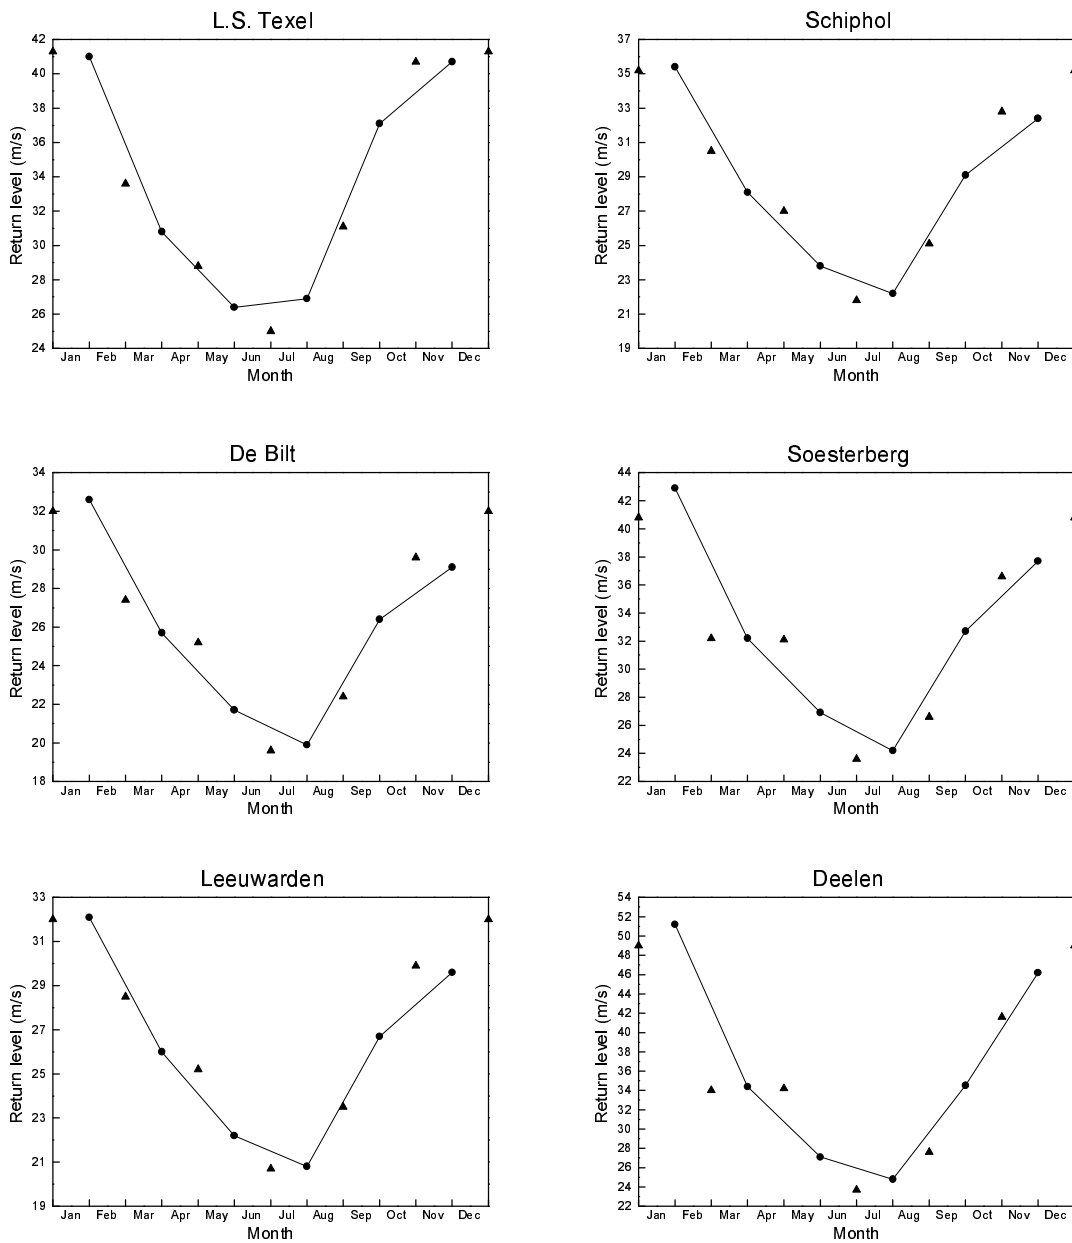 L.S. Texel
42
40
38
36
34
32
30
28
26
24
Return level (m/s)
Jan Feb Mar Apr May Jun Jul Aug Sep Oct Nov Dec
Month
Schiphol
37
35
33
31
29
27
25
23
21
19
Return level (m/s)
Jan Feb Mar Apr May Jun Jul Aug Sep Oct Nov Dec
Month
De Bilt
34
32
30
28
26
24
22
20
18
Return level (m/s)
Jan Feb Mar Apr May Jun Jul Aug Sep Oct Nov Dec
Month
Soesterberg
44
42
40
38
36
34
32
30
28
26
24
22
Return level (m/s)
Jan Feb Mar Apr May Jun Jul Aug Sep Oct Nov Dec
Month
Leeuwarden
33
31
29
27
25
23
21
19
Return level (m/s)
Jan Feb Mar Apr May Jun Jul Aug Sep Oct Nov Dec
Month
Deelen
54
52
50
48
46
44
42
40
38
36
34
32
30
28
26
24
22
Return level (m/s)
Jan Feb Mar Apr May Jun Jul Aug Sep Oct Nov Dec
Month